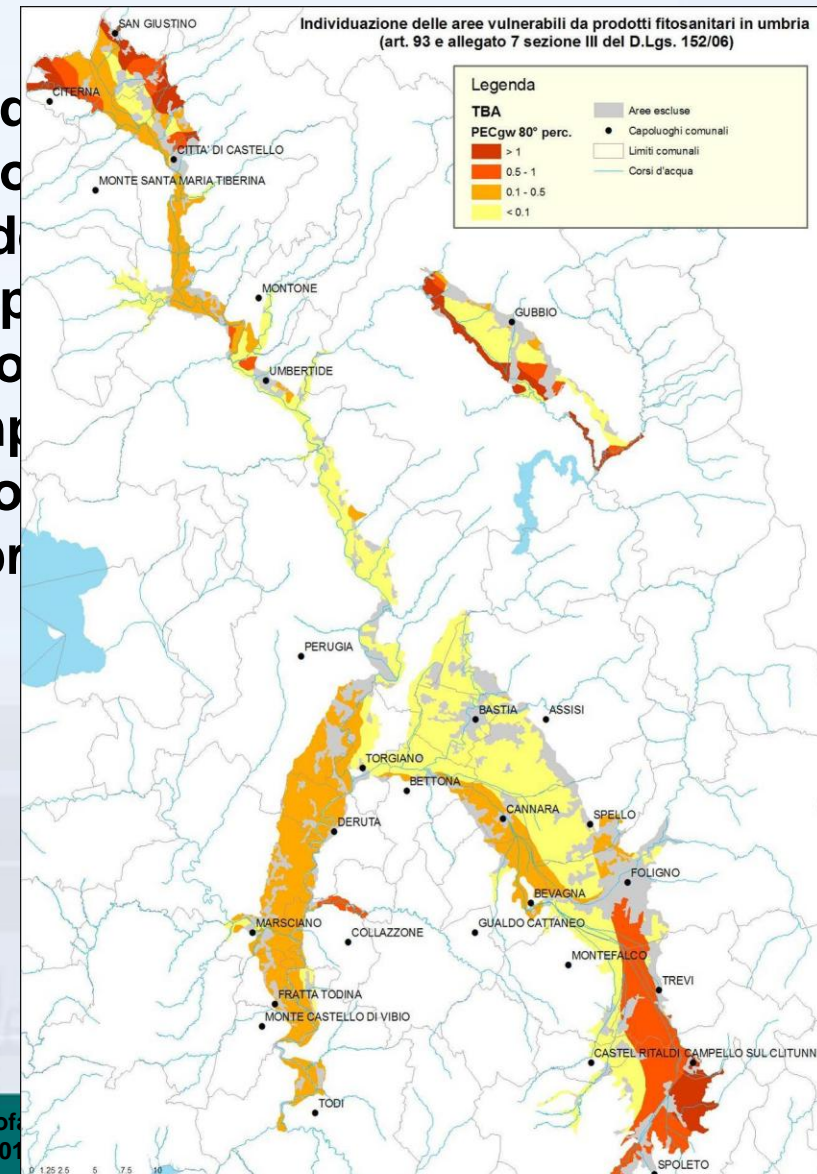 Individuazione delle aree vulnerabili da prodotti fitosanitari in umbria
(art. 93 e allegato 7 sezione III del D.Lgs. 152/06)
Legenda
TBA
PECgw 80° perc.
> 1
0.5 - 1
0.1 - 0.5
< 0.1
Aree escluse
Capoluoghi comunali
Limiti comunali
Corsi d'acqua
SAN GIUSTINO
CITERNA
CITTA' DI CASTELLO
MONTE SANTA MARIA TIBERINA
MONTONE
GUBBIO
UMBERTIDE
PERUGIA
BASTIA
ASSISI
TORGIANO
BETTONA
CANNARA
SPELLO
DERUTA
FOLIGNO
BEVAGNA
MARSCIANO
GUALDO CATTANEO
COLLAZZONE
MONTEFALCO
TREVI
FRATTA TODINA
MONTE CASTELLO DI VIBIO
CASTEL RITALDI
CAMPELLO SUL CLITUNN
TODI
SPOLETO
0 1.25 2.5 5 7.5 10